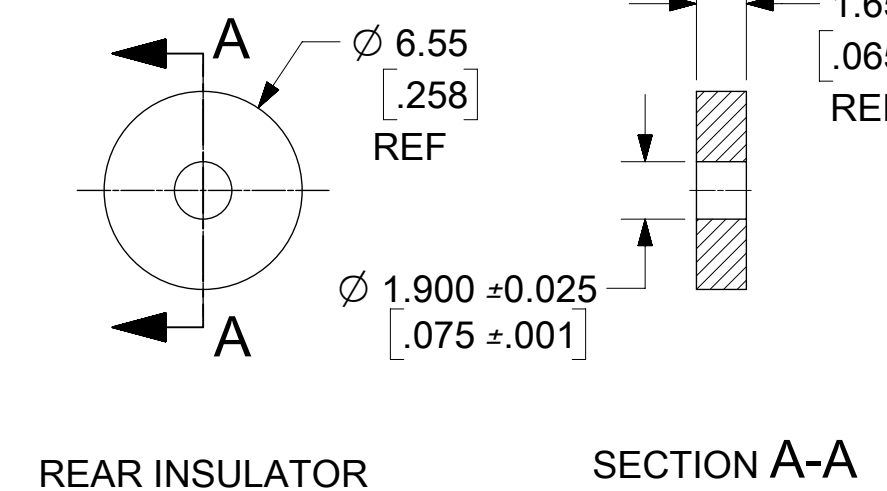 A
Ø 6.55
[.258]
REF
A
Ø 1.900 ±0.025
[.075 ±.001]
REAR INSULATOR
SECTION A-A